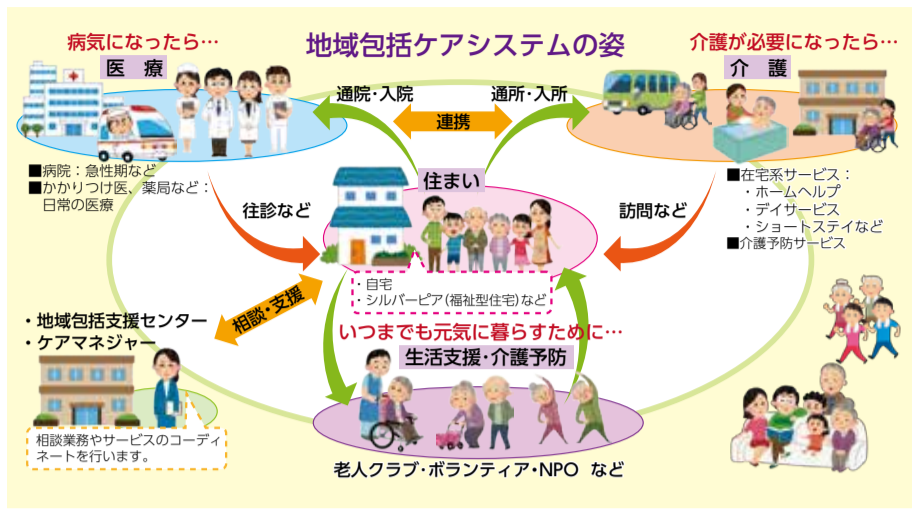 地域包括ケアシステムの姿
病気になったら…
医　療
介護が必要になったら…
介　護
通院・入院
通所・入所
連携
■病院：急性期など
■かかりつけ医、薬局など：
日常の医療
住まい
■在宅系サービス：
・ホームヘルプ
・デイサービス
・ショートステイなど
■介護予防サービス
往診など
訪問など
・自宅
・シルバーピア（福祉型住宅）など
相談・支援
・地域包括支援センター
・ケアマネジャー
いつまでも元気に暮らすために…
生活支援・介護予防
相談業務やサービスのコーディ
ネートを行います。
老人クラブ・ボランティア・NPO など